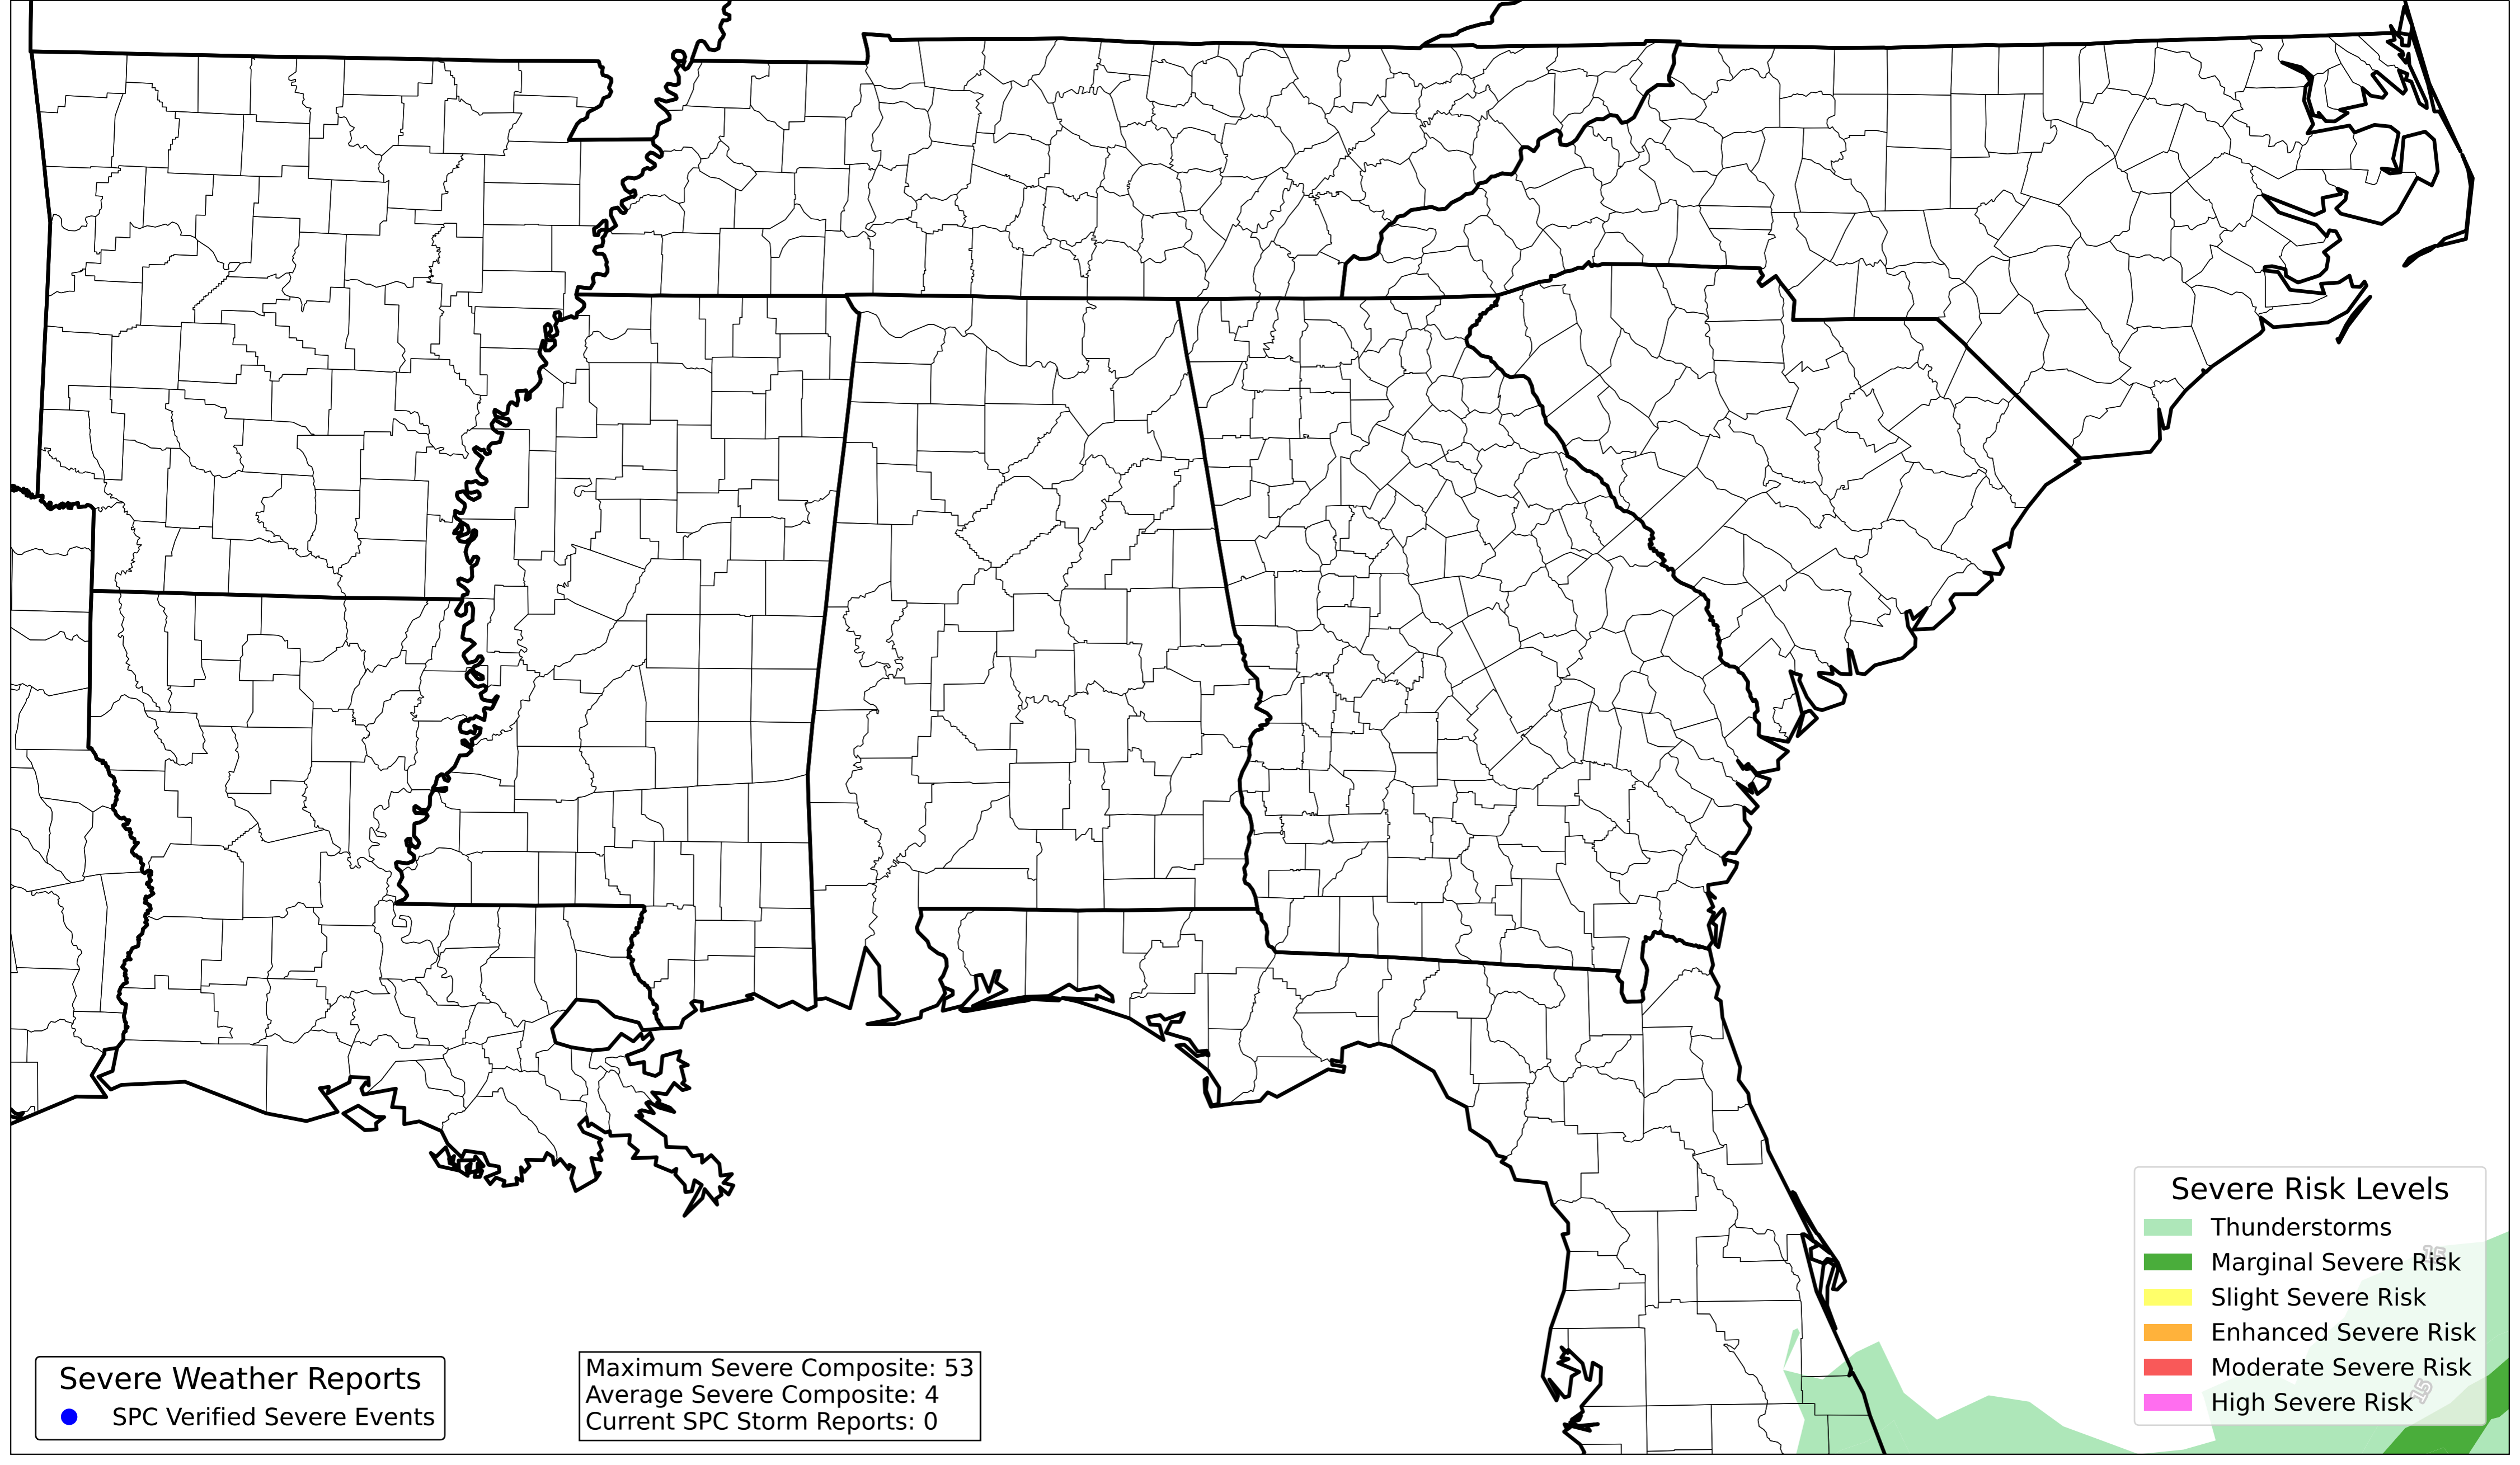 Severe Risk Levels
Thunderstorms
Marginal Severe Risk
Slight Severe Risk
Enhanced Severe Risk
Moderate Severe Risk
High Severe Risk
15
15
Severe Weather Reports
SPC Verified Severe Events
Maximum Severe Composite: 53
Average Severe Composite: 4
Current SPC Storm Reports: 0